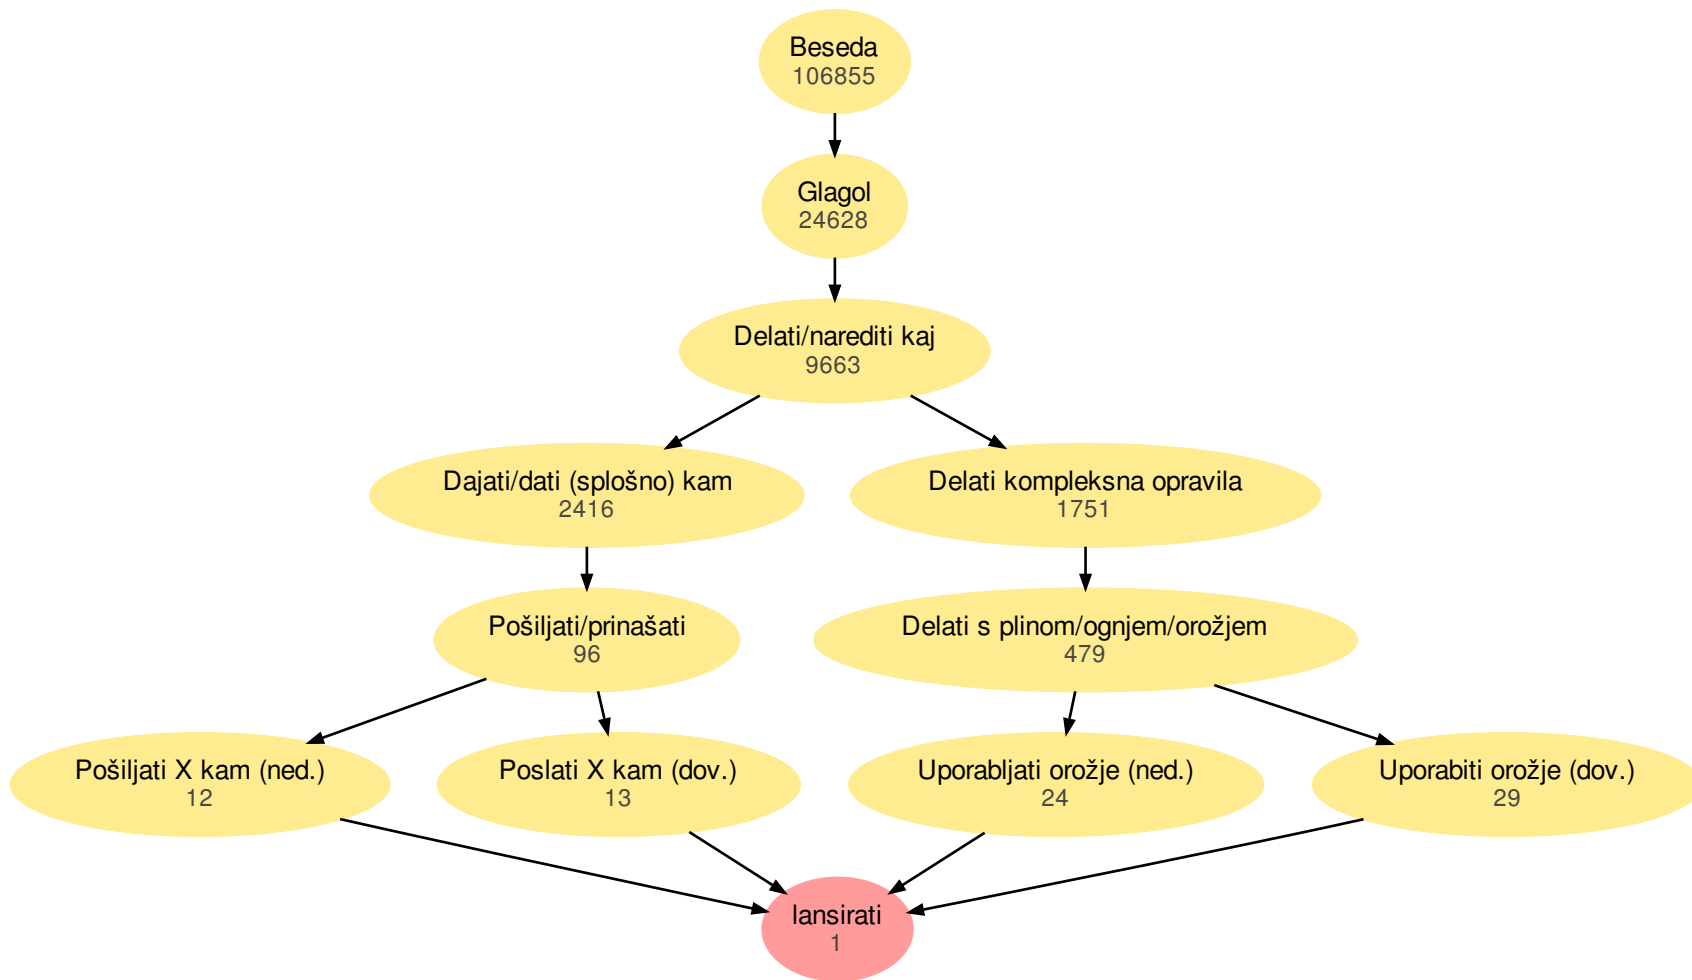 Beseda
106855
Glagol
24628
Delati/narediti kaj
9663
Dajati/dati (splošno) kam
2416
Delati kompleksna opravila
1751
Pošiljati/prinašati
96
Delati s plinom/ognjem/orožjem
479
Pošiljati X kam (ned.)
12
Poslati X kam (dov.)
13
Uporabljati orožje (ned.)
24
Uporabiti orožje (dov.)
29
lansirati
1